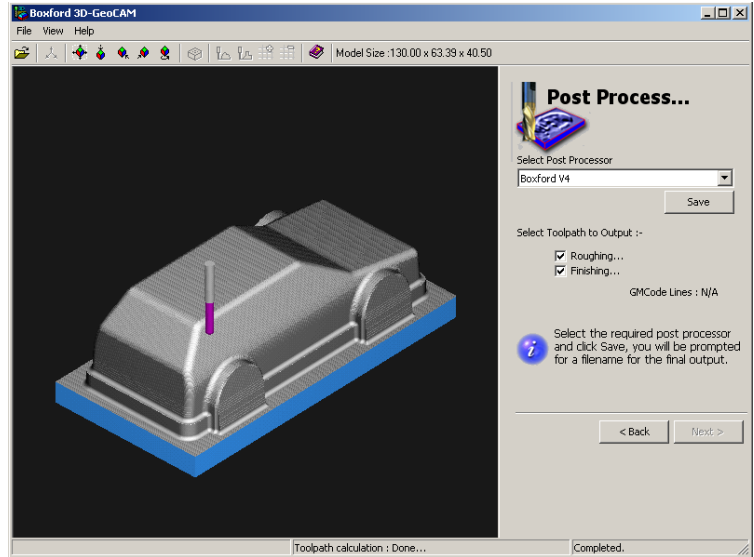 Boxford 3D-GeoCAM
File View Help
Model Size :130.00 x 63.39 x 40.50
Post Process...
Select Post Processor
Boxford V4
Save
Select Toolpath to Output :-
Roughing...
Finishing...
GMCode Lines : N/A
i
Select the required post processor
and click Save, you will be prompted
for a filename for the final output.
< Back Next >
Toolpath calculation : Done... Completed.